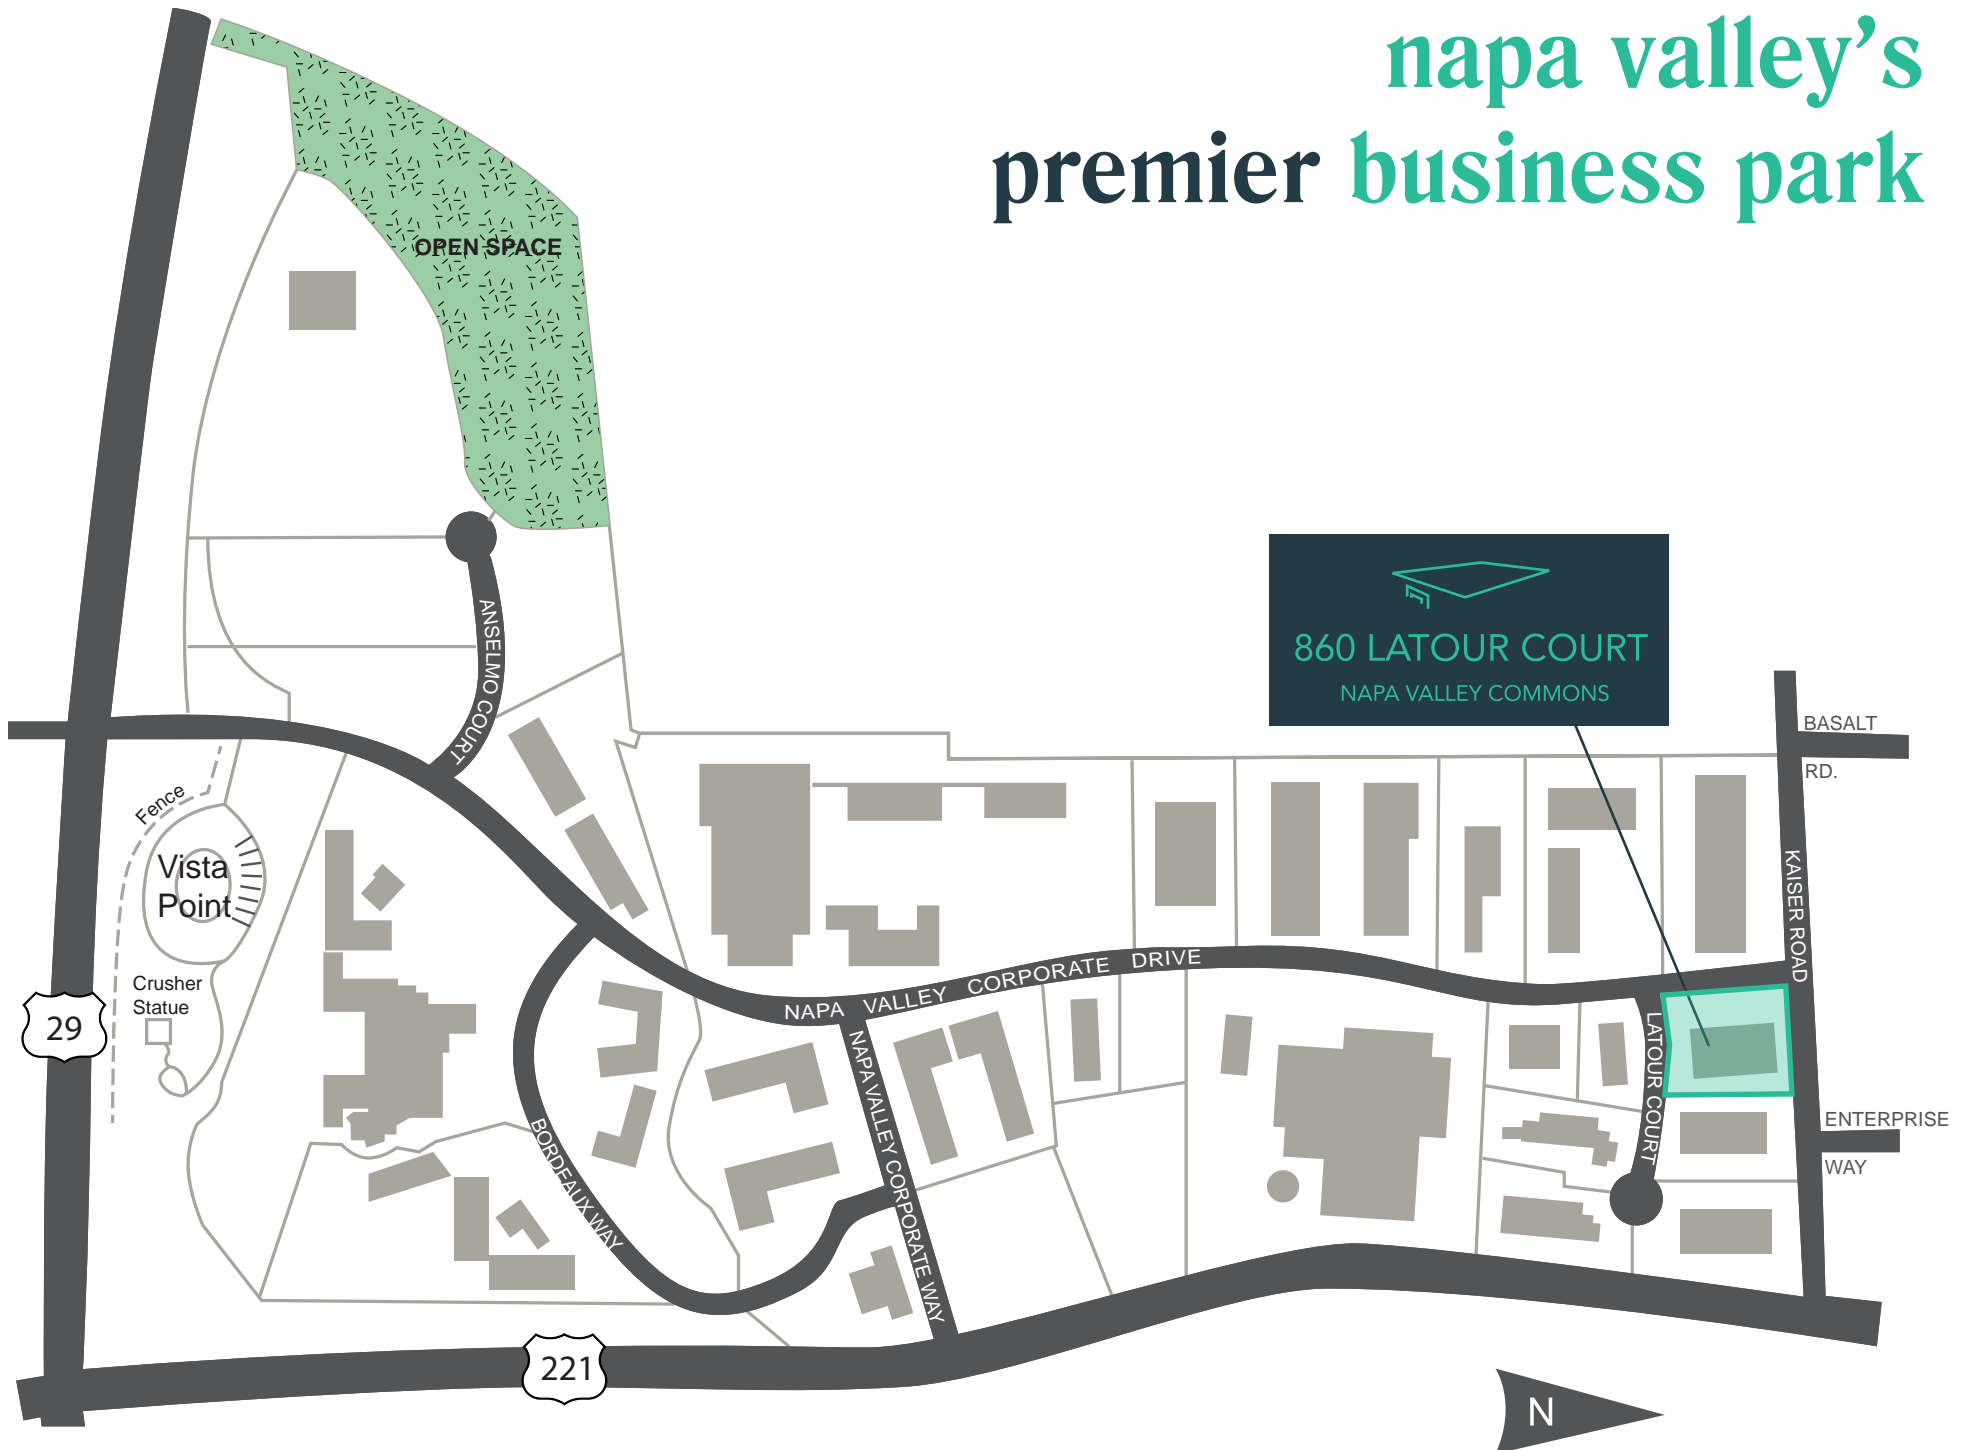 napa valley’s
premier business park
OPEN SPACE
860 LATOUR COURT
NAPA VALLEY COMMONS
ANSELMO COURT
BASALT
RD.
Fence
Vista
Point
KAISER ROAD
Crusher
Statue
29
NAPA VALLEY CORPORATE DRIVE
NAPA VALLEY CORPORATE WAY
LATOUR COURT
BORDEAUX WAY
ENTERPRISE
WAY
221
N